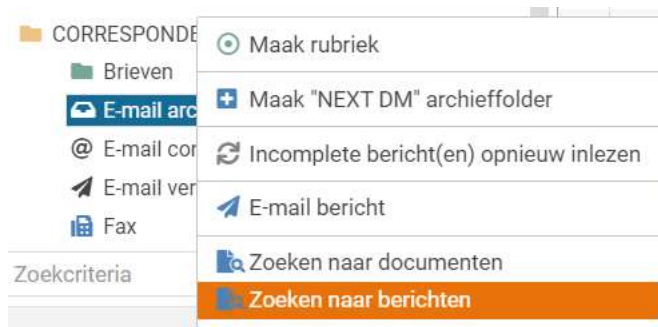 CORRESPONDE
Brieven
E-mail arc
E-mail cor
E-mail ver
Fax
Zoekcriteria
Maak rubriek
Maak "NEXT DM" archieffolder
Incomplete bericht(en) opnieuw inlezen
E-mail bericht
Zoeken naar documenten
Zoeken naar berichten